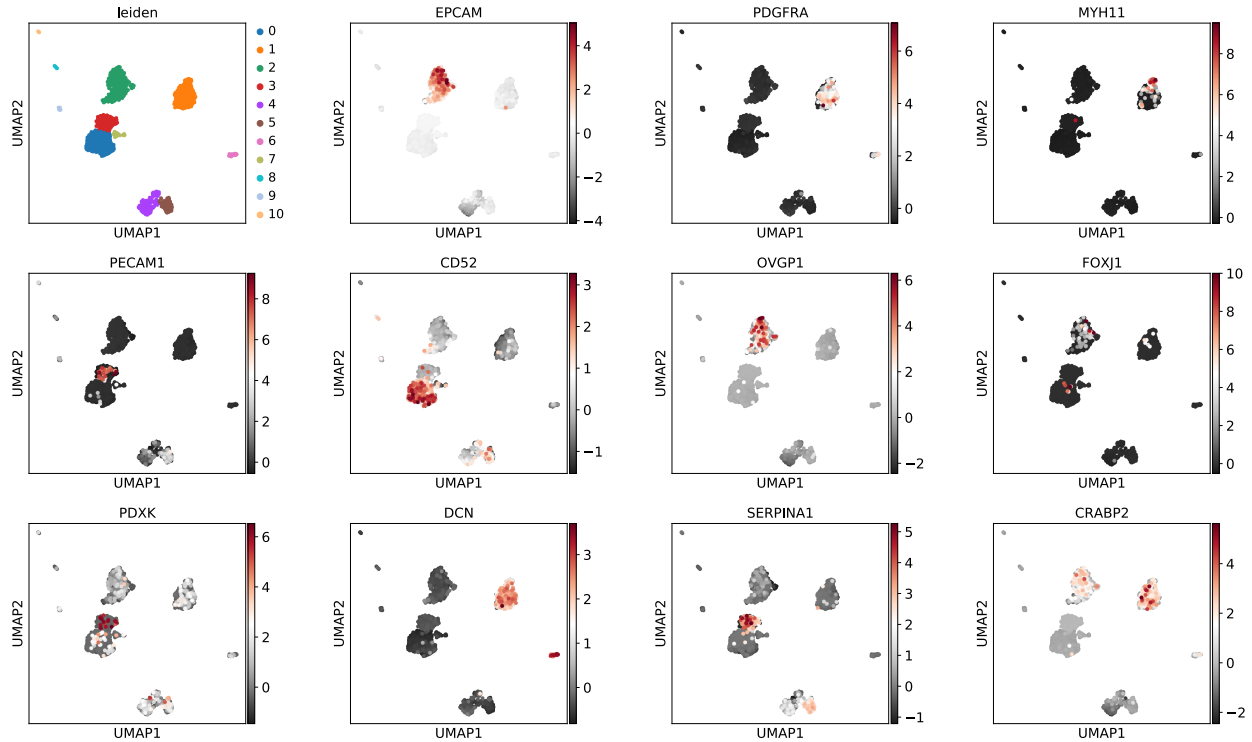 leiden
UMAP2
UMAP1
0
1
2
3
4
5
6
7
8
9
10
EPCAM
UMAP2
UMAP1
4
2
0
−2
−4
PDGFRA
UMAP2
UMAP1
6
4
2
0
MYH11
UMAP2
UMAP1
8
6
4
2
0
PECAM1
UMAP2
UMAP1
8
6
4
2
0
CD52
UMAP2
UMAP1
3
2
1
0
−1
OVGP1
UMAP2
UMAP1
6
4
2
0
−2
FOXJ1
UMAP2
UMAP1
10
8
6
4
2
0
PDXK
UMAP2
UMAP1
6
4
2
0
DCN
UMAP2
UMAP1
3
2
1
0
SERPINA1
UMAP2
UMAP1
5
4
3
2
1
0
−1
CRABP2
UMAP2
UMAP1
4
2
0
−2